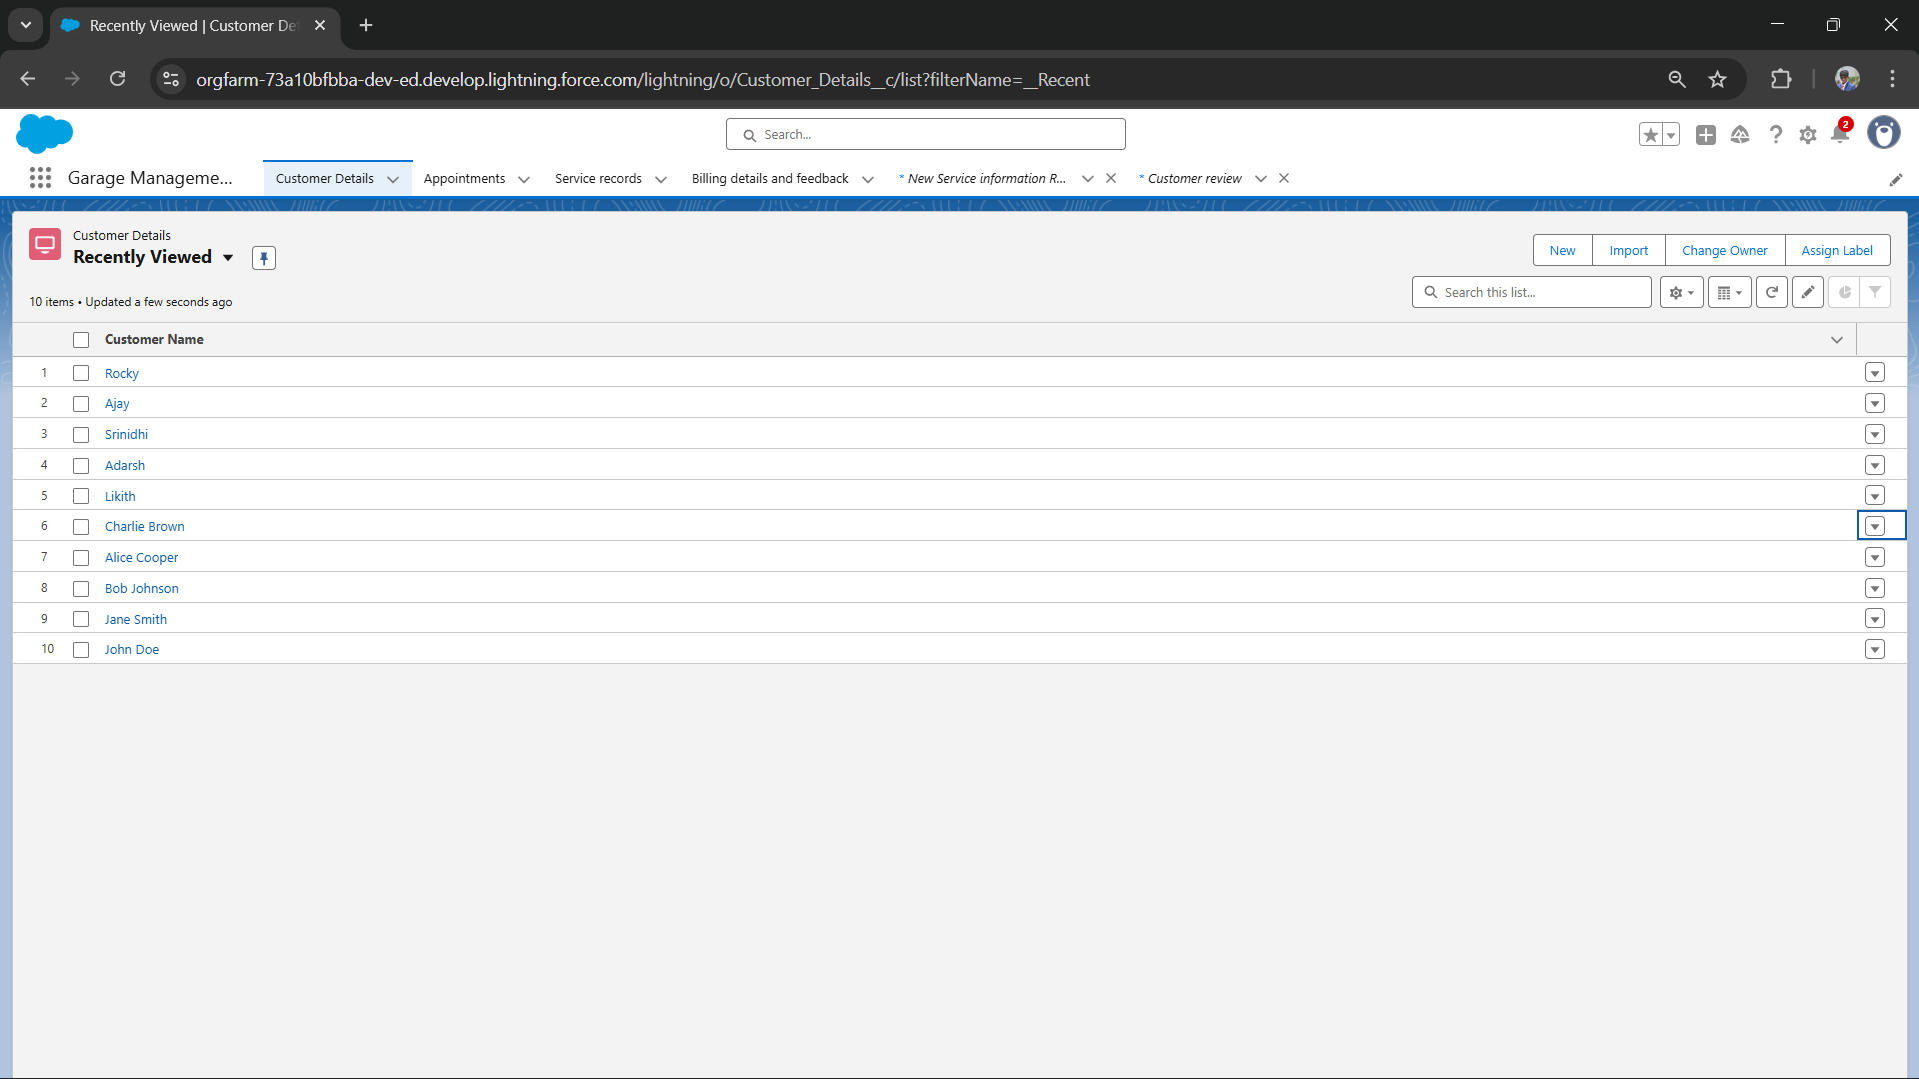 Recently Viewed | Customer De
orgfarm-73a10bfbba-dev-ed.develop.lightning.force.com/lightning/o/Customer_Details__c/list?filterName=__Recent
Search...
2
Garage Manageme...
Customer Details
Appointments
Service records
Billing details and feedback
* New Service information R...
* Customer review
Customer Details
Recently Viewed
New
Import
Change Owner
Assign Label
10 items • Updated a few seconds ago
Search this list...
Customer Name
1 Rocky
2 Ajay
3 Srinidhi
4 Adarsh
5 Likith
6 Charlie Brown
7 Alice Cooper
8 Bob Johnson
9 Jane Smith
10 John Doe